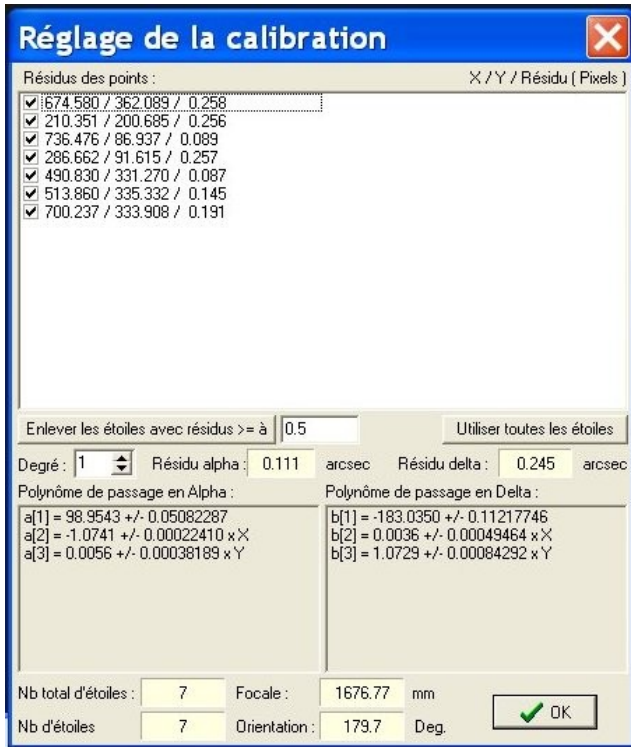 Réglage de la calibration
Résidus des points : X / Y / Résidu ( Pixels )
674.580 / 362.089 / 0.258
210.351 / 200.685 / 0.256
736.476 / 86.937 / 0.089
286.662 / 91.615 / 0.257
490.830 / 331.270 / 0.087
513.860 / 335.332 / 0.145
700.237 / 333.908 / 0.191
Enlever les étoiles avec résidus >= à 0.5 Utiliser toutes les étoiles
Degré : 1 Résidu alpha : 0.111 arcsec Résidu delta : 0.245 arcsec
Polynôme de passage en Alpha : Polynôme de passage en Delta :
a[1] = 98.9543 +/- 0.05082287 b[1] = -183.0350 +/- 0.11217746
a[2] = -1.0741 +/- 0.00022410 x X b[2] = 0.0036 +/- 0.00049464 x X
a[3] = 0.0056 +/- 0.00038189 x Y b[3] = 1.0729 +/- 0.00084292 x Y
Nb total d'étoiles : 7 Focale : 1676.77 mm
Nb d'étoiles 7 Orientation : 179.7 Deg. OK